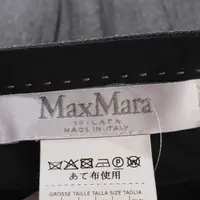 MaxMara
MADE IN ITALY
あて布使用
GROSSE TAILLE TALLA SIZE TAGLIA